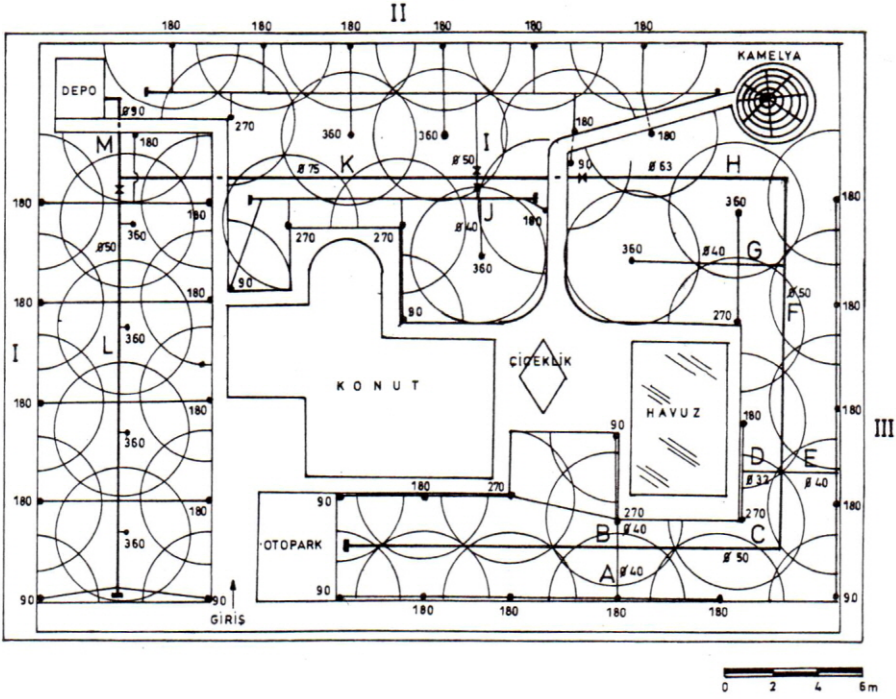 II
180 180 180 180 180 180
KAMELYA
DEPO
Ø90
270 360 360 I 180 180
M 180
Ø50 90
K Ø75 Ø63 H
180 180 180
J
Ø40 180 360
Ø50 360 270 270 360 360 Ø40 G
90 Ø50
180 180 F 180
90 270
I L 360
ÇİÇEKLİK
KONUT HAVUZ
180 180 180 180
III
360 90
D E
Ø32 Ø40
180 180 90 180 270 270 270 C 180
B Ø40
360 OTOPARK Ø50
A Ø40
90 90 90 180 180 180 180 90
GİRİŞ
0 2 4 6m